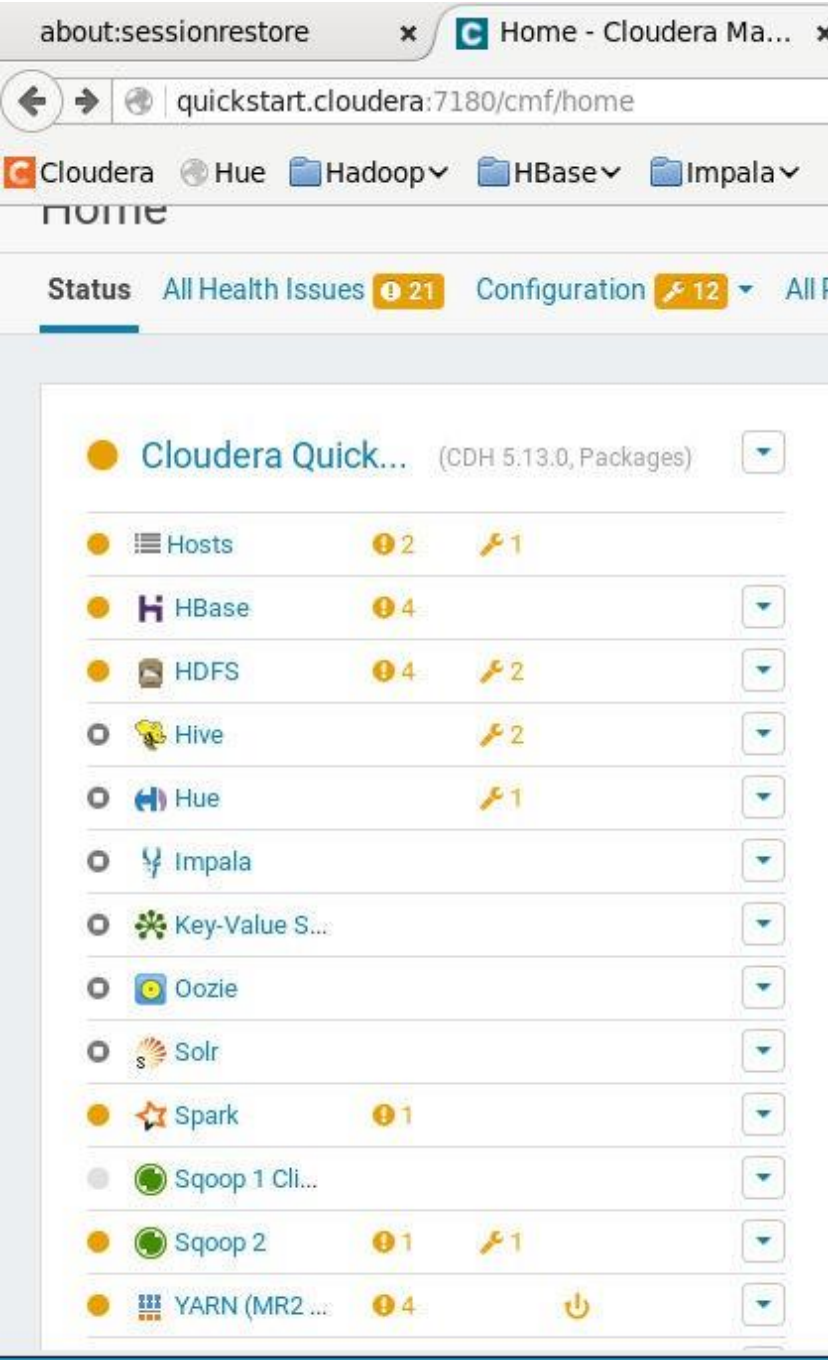 about:sessionrestore
Home - Cloudera Ma...
quickstart.cloudera:7180/cmf/home
Cloudera Hue Hadoop HBase Impala
Home
Status All Health Issues 21 Configuration 12 All
Cloudera Quick... (CDH 5.13.0, Packages)
Hosts 2 1
HBase 4
HDFS 4 2
Hive 2
Hue 1
Impala
Key-Value S...
Oozie
Solr
Spark 1
Sqoop 1 Cli...
Sqoop 2 1 1
YARN (MR2 ... 4